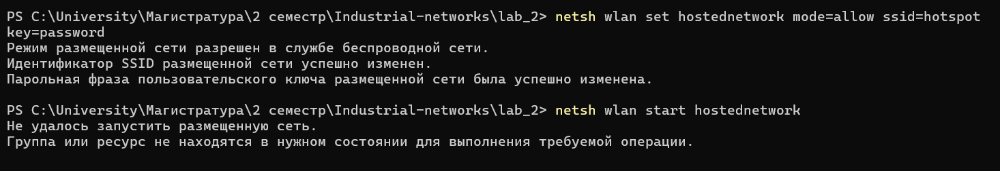 PS C:\University\Магистратура\2 семестр\Industrial-networks\lab_2> netsh wlan set hostednetwork mode=allow ssid=hotspot
key=password
Режим размещенной сети разрешен в службе беспроводной сети.
Идентификатор SSID размещенной сети успешно изменен.
Парольная фраза пользовательского ключа размещенной сети была успешно изменена.
PS C:\University\Магистратура\2 семестр\Industrial-networks\lab_2> netsh wlan start hostednetwork
Не удалось запустить размещенную сеть.
Группа или ресурс не находятся в нужном состоянии для выполнения требуемой операции.